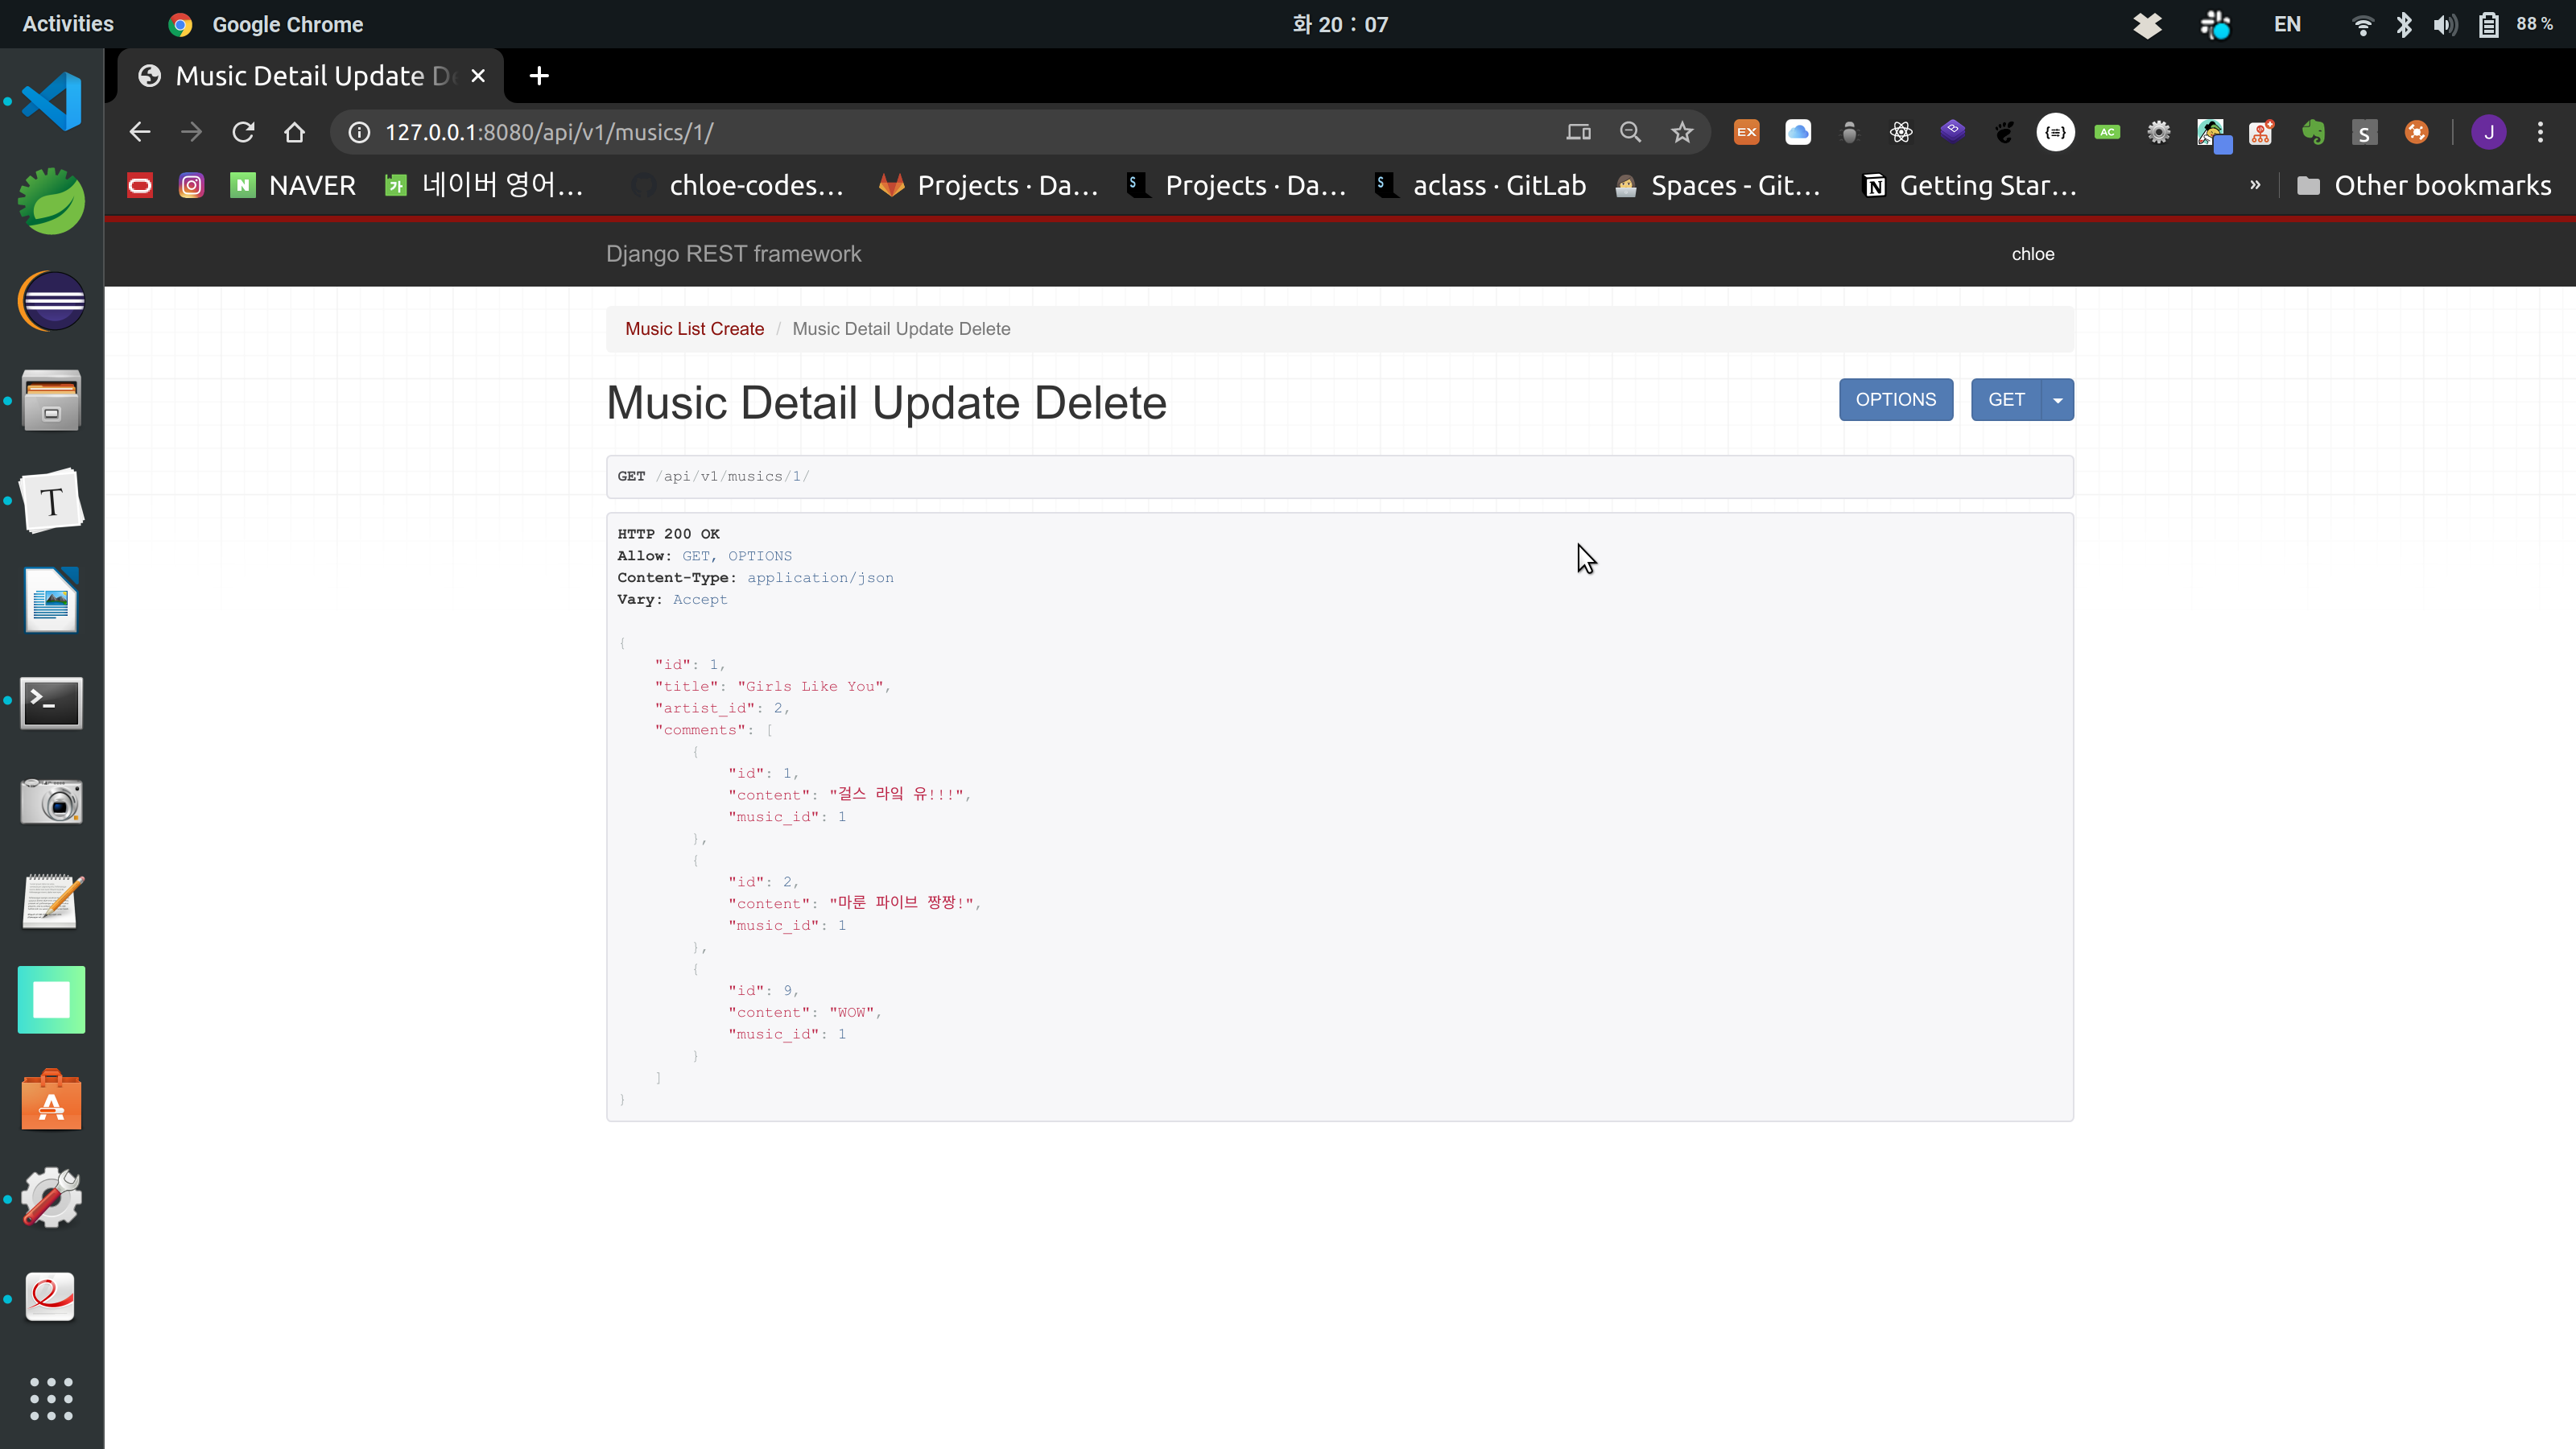 Activities Google Chrome 화 20 : 07 EN 88 %
Music Detail Update De
127.0.0.1:8080/api/v1/musics/1/
NAVER 네이버 영어... chloe-codes... Projects · Da... Projects · Da... aclass · GitLab Spaces - Git... Getting Star... » Other bookmarks
Django REST framework chloe
Music List Create / Music Detail Update Delete
Music Detail Update Delete OPTIONS GET
GET /api/v1/musics/1/
HTTP 200 OK
Allow: GET, OPTIONS
Content-Type: application/json
Vary: Accept
{
"id": 1,
"title": "Girls Like You",
"artist_id": 2,
"comments": [
{
"id": 1,
"content": "걸스 라잌 유!!!",
"music_id": 1
},
{
"id": 2,
"content": "마룬 파이브 짱짱!",
"music_id": 1
},
{
"id": 9,
"content": "WOW",
"music_id": 1
}
]
}